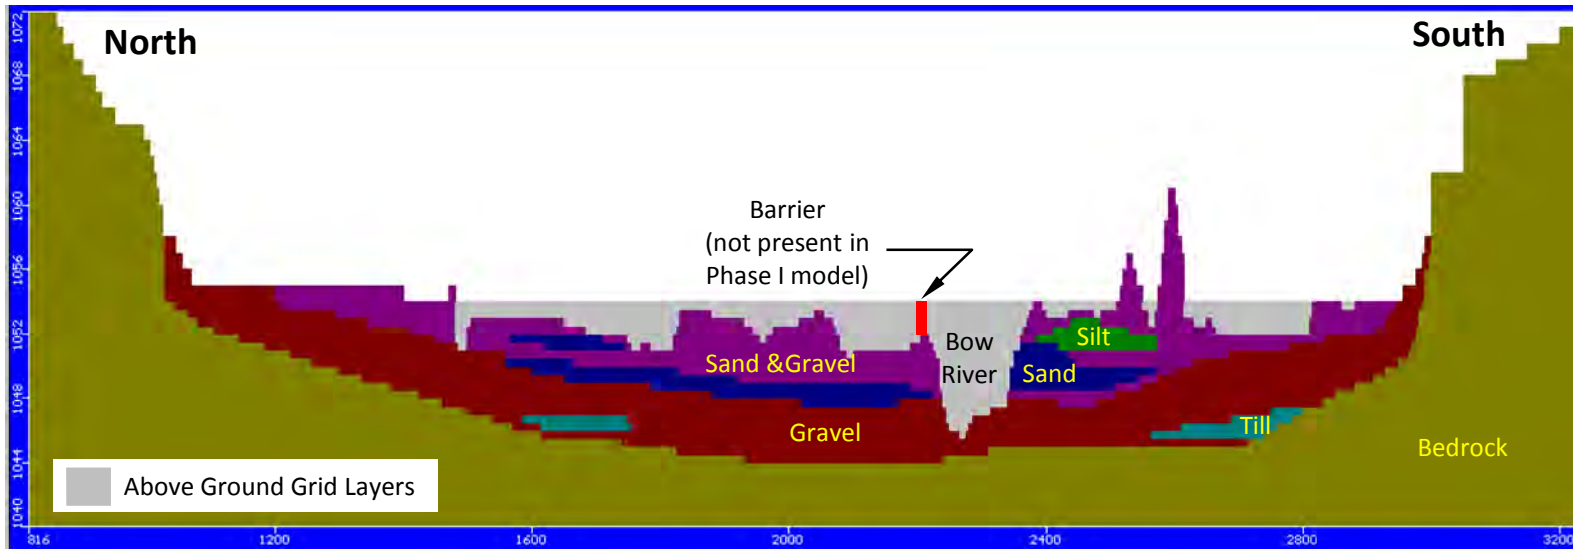 North
South
1072
1068
1064
1060
1056
1052
1048
1044
1040
Barrier
(not present in
Phase I model)
Silt
Bow
River
Sand &Gravel
Sand
Gravel
Till
Bedrock
Above Ground Grid Layers
816
1200
1600
2000
2400
2800
3200